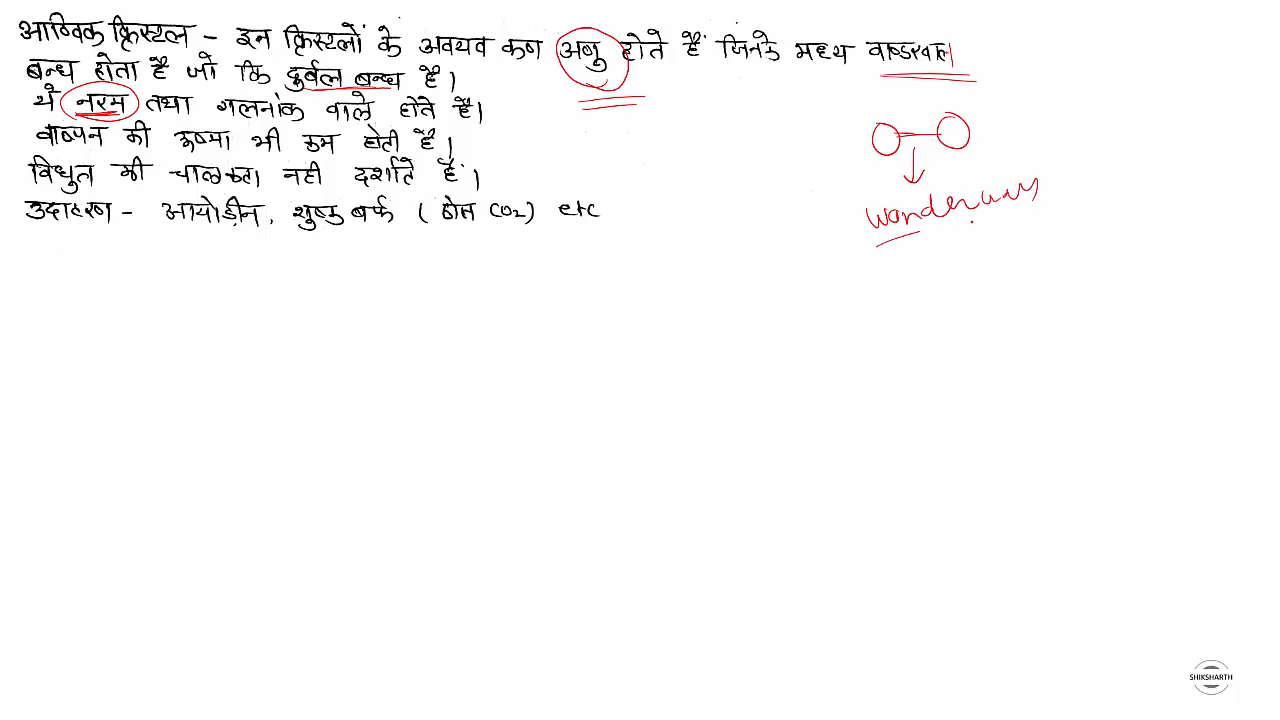 आण्विक क्रिस्टल - इन क्रिस्टलों के अवयव कण अणु होते हैं जिनके मध्य वाण्डरवाल
बन्ध होता है जो कि दुर्बल बन्ध है।
ये नरम तथा गलनांक वाले होते हैं।
वाष्पन की ऊष्मा भी कम होती है।
विधुत की चालकता नही दर्शाते हैं।
उदाहरण - आयोडीन, शुष्क बर्फ ( ठोस CO2) etc
wanderwas
SHIKSHARTH